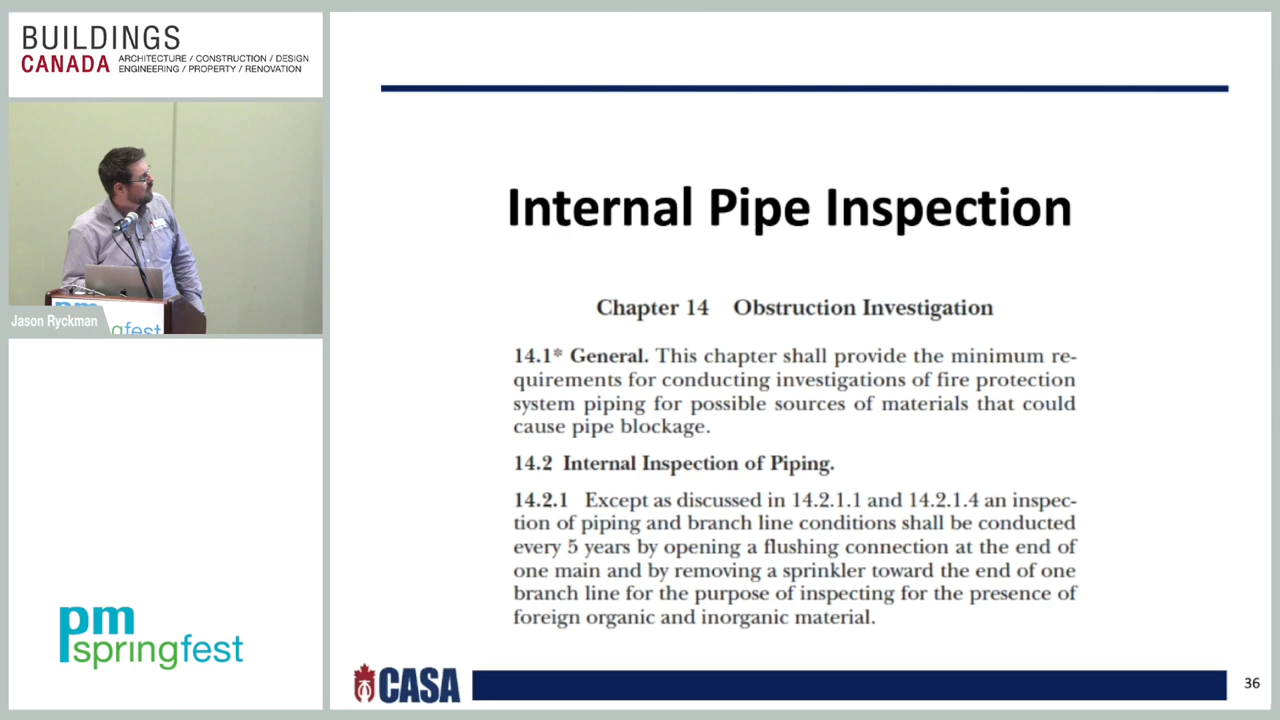 BUILDINGS
CANADA
ARCHITECTURE / CONSTRUCTION / DESIGN
ENGINEERING / PROPERTY / RENOVATION
pm
ngfest
Jason Ryckman
pm
springfest
Internal Pipe Inspection
Chapter 14 Obstruction Investigation
14.1* General. This chapter shall provide the minimum re-
quirements for conducting investigations of fire protection
system piping for possible sources of materials that could
cause pipe blockage.
14.2 Internal Inspection of Piping.
14.2.1 Except as discussed in 14.2.1.1 and 14.2.1.4 an inspec-
tion of piping and branch line conditions shall be conducted
every 5 years by opening a flushing connection at the end of
one main and by removing a sprinkler toward the end of one
branch line for the purpose of inspecting for the presence of
foreign organic and inorganic material.
CASA
36